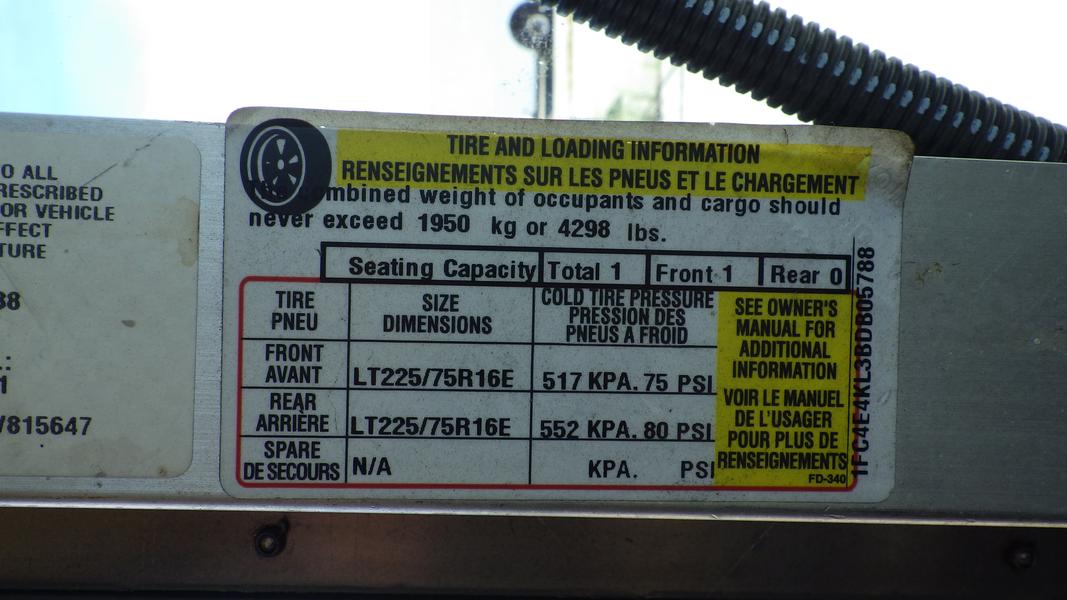 O ALL
RESCRIBED
OR VEHICLE
FFECT
TURE
38
1
/815647
TIRE AND LOADING INFORMATION
RENSEIGNEMENTS SUR LES PNEUS ET LE CHARGEMENT
mbined weight of occupants and cargo should
never exceed 1950 kg or 4298 lbs.
Seating Capacity Total 1 Front 1 Rear 0
TIRE
PNEU
SIZE
DIMENSIONS
COLD TIRE PRESSURE
PRESSION DES
PNEUS A FROID
FRONT
AVANT
LT225/75R16E
517 KPA. 75 PSI
REAR
ARRIÈRE
LT225/75R16E
552 KPA. 80 PSI
SPARE
DE SECOURS
N/A
KPA. PSI
SEE OWNER'S
MANUAL FOR
ADDITIONAL
INFORMATION
VOIR LE MANUEL
DE L'USAGER
POUR PLUS DE
RENSEIGNEMENTS
FD-340
1FC4E4KL3BDB05788